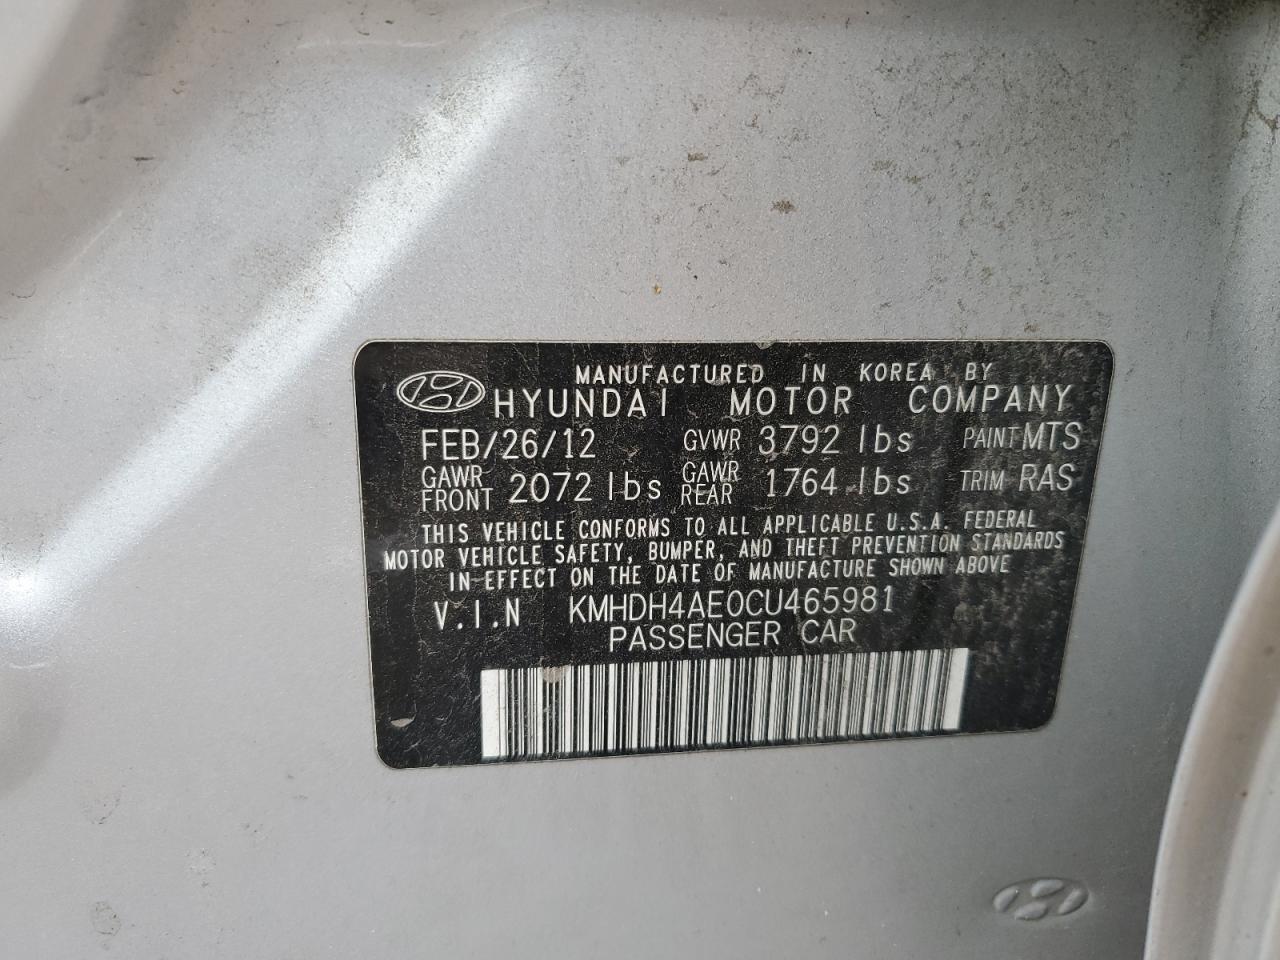 MANUFACTURED IN KOREA BY
HYUNDAI MOTOR COMPANY
FEB/26/12 GVWR 3792 lbs PAINT MTS
GAWR FRONT 2072 lbs GAWR REAR 1764 lbs TRIM RAS
THIS VEHICLE CONFORMS TO ALL APPLICABLE U.S.A. FEDERAL
MOTOR VEHICLE SAFETY, BUMPER, AND THEFT PREVENTION STANDARDS
IN EFFECT ON THE DATE OF MANUFACTURE SHOWN ABOVE
V.I.N KMHDH4AE0CU465981
PASSENGER CAR